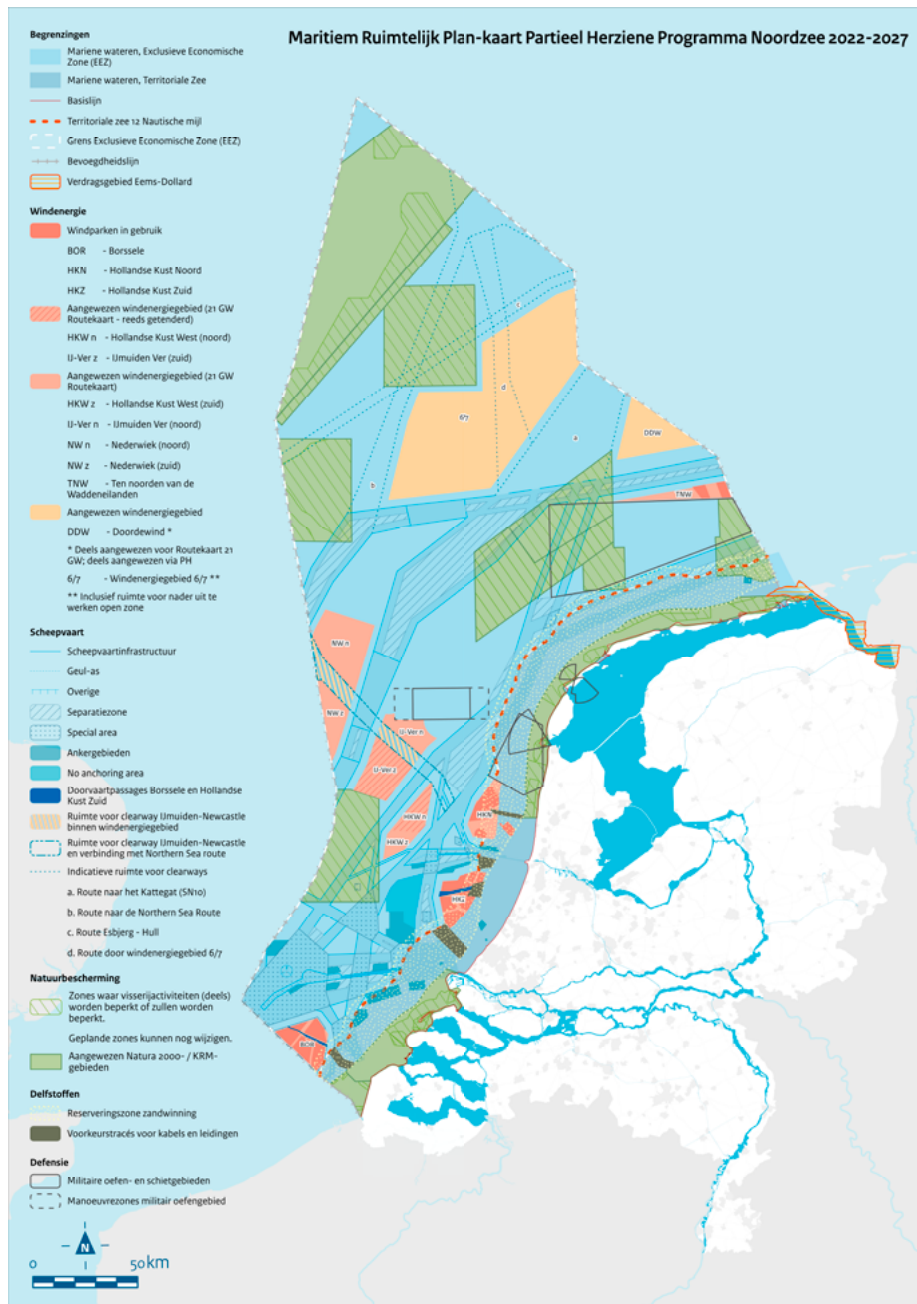 Maritiem Ruimtelijk Plan-kaart Partieel Herziene Programma Noordzee 2022-2027
Begrenzingen
Mariene wateren, Exclusieve Economische
Zone (EEZ)
Mariene wateren, Territoriale Zee
Basislijn
Territoriale zee 12 Nautische mijl
Grens Exclusieve Economische Zone (EEZ)
Bevoegdheidslijn
Verdragsgebied Eems-Dollard
Windenergie
Windparken in gebruik
BOR - Borssele
HKN - Hollandse Kust Noord
HKZ - Hollandse Kust Zuid
Aangewezen windenergiegebied (21 GW
Routekaart - reeds getenderd)
HKW n - Hollandse Kust West (noord)
IJ-Ver z - IJmuiden Ver (zuid)
Aangewezen windenergiegebied (21 GW
Routekaart)
HKW z - Hollandse Kust West (zuid)
IJ-Ver n - IJmuiden Ver (noord)
NW n - Nederwiek (noord)
NW z - Nederwiek (zuid)
TNW - Ten noorden van de
Waddeneilanden
Aangewezen windenergiegebied
DDW - Doordewind *
* Deels aangewezen voor Routekaart 21
GW; deels aangewezen via PH
6/7 - Windenergiegebied 6/7 **
** Inclusief ruimte voor nader uit te
werken open zone
Scheepvaart
Scheepvaartinfrastructuur
Geul-as
Overige
Separatiezone
Special area
Ankergebieden
No anchoring area
Doorvaartpassages Borssele en Hollandse
Kust Zuid
Ruimte voor clearway IJmuiden-Newcastle
binnen windenergiegebied
Ruimte voor clearway IJmuiden-Newcastle
en verbinding met Northern Sea route
Indicatieve ruimte voor clearways
a. Route naar het Kattegat (SN10)
b. Route naar de Northern Sea Route
c. Route Esbjerg - Hull
d. Route door windenergiegebied 6/7
Natuurbescherming
Zones waar visserijactiviteiten (deels)
worden beperkt of zullen worden
beperkt.
Geplande zones kunnen nog wijzigen.
Aangewezen Natura 2000- / KRM-
gebieden
Delfstoffen
Reserveringszone zandwinning
Voorkeurstracés voor kabels en leidingen
Defensie
Militaire oefen- en schietgebieden
Manoeuvrezones militair oefengebied
N
0 50 km
c
d
6/7
a
DDW
b
TNW
NW n
NW z
IJ-Ver n
IJ-Ver z
HKW n
HKN
HKW z
HKZ
BOR